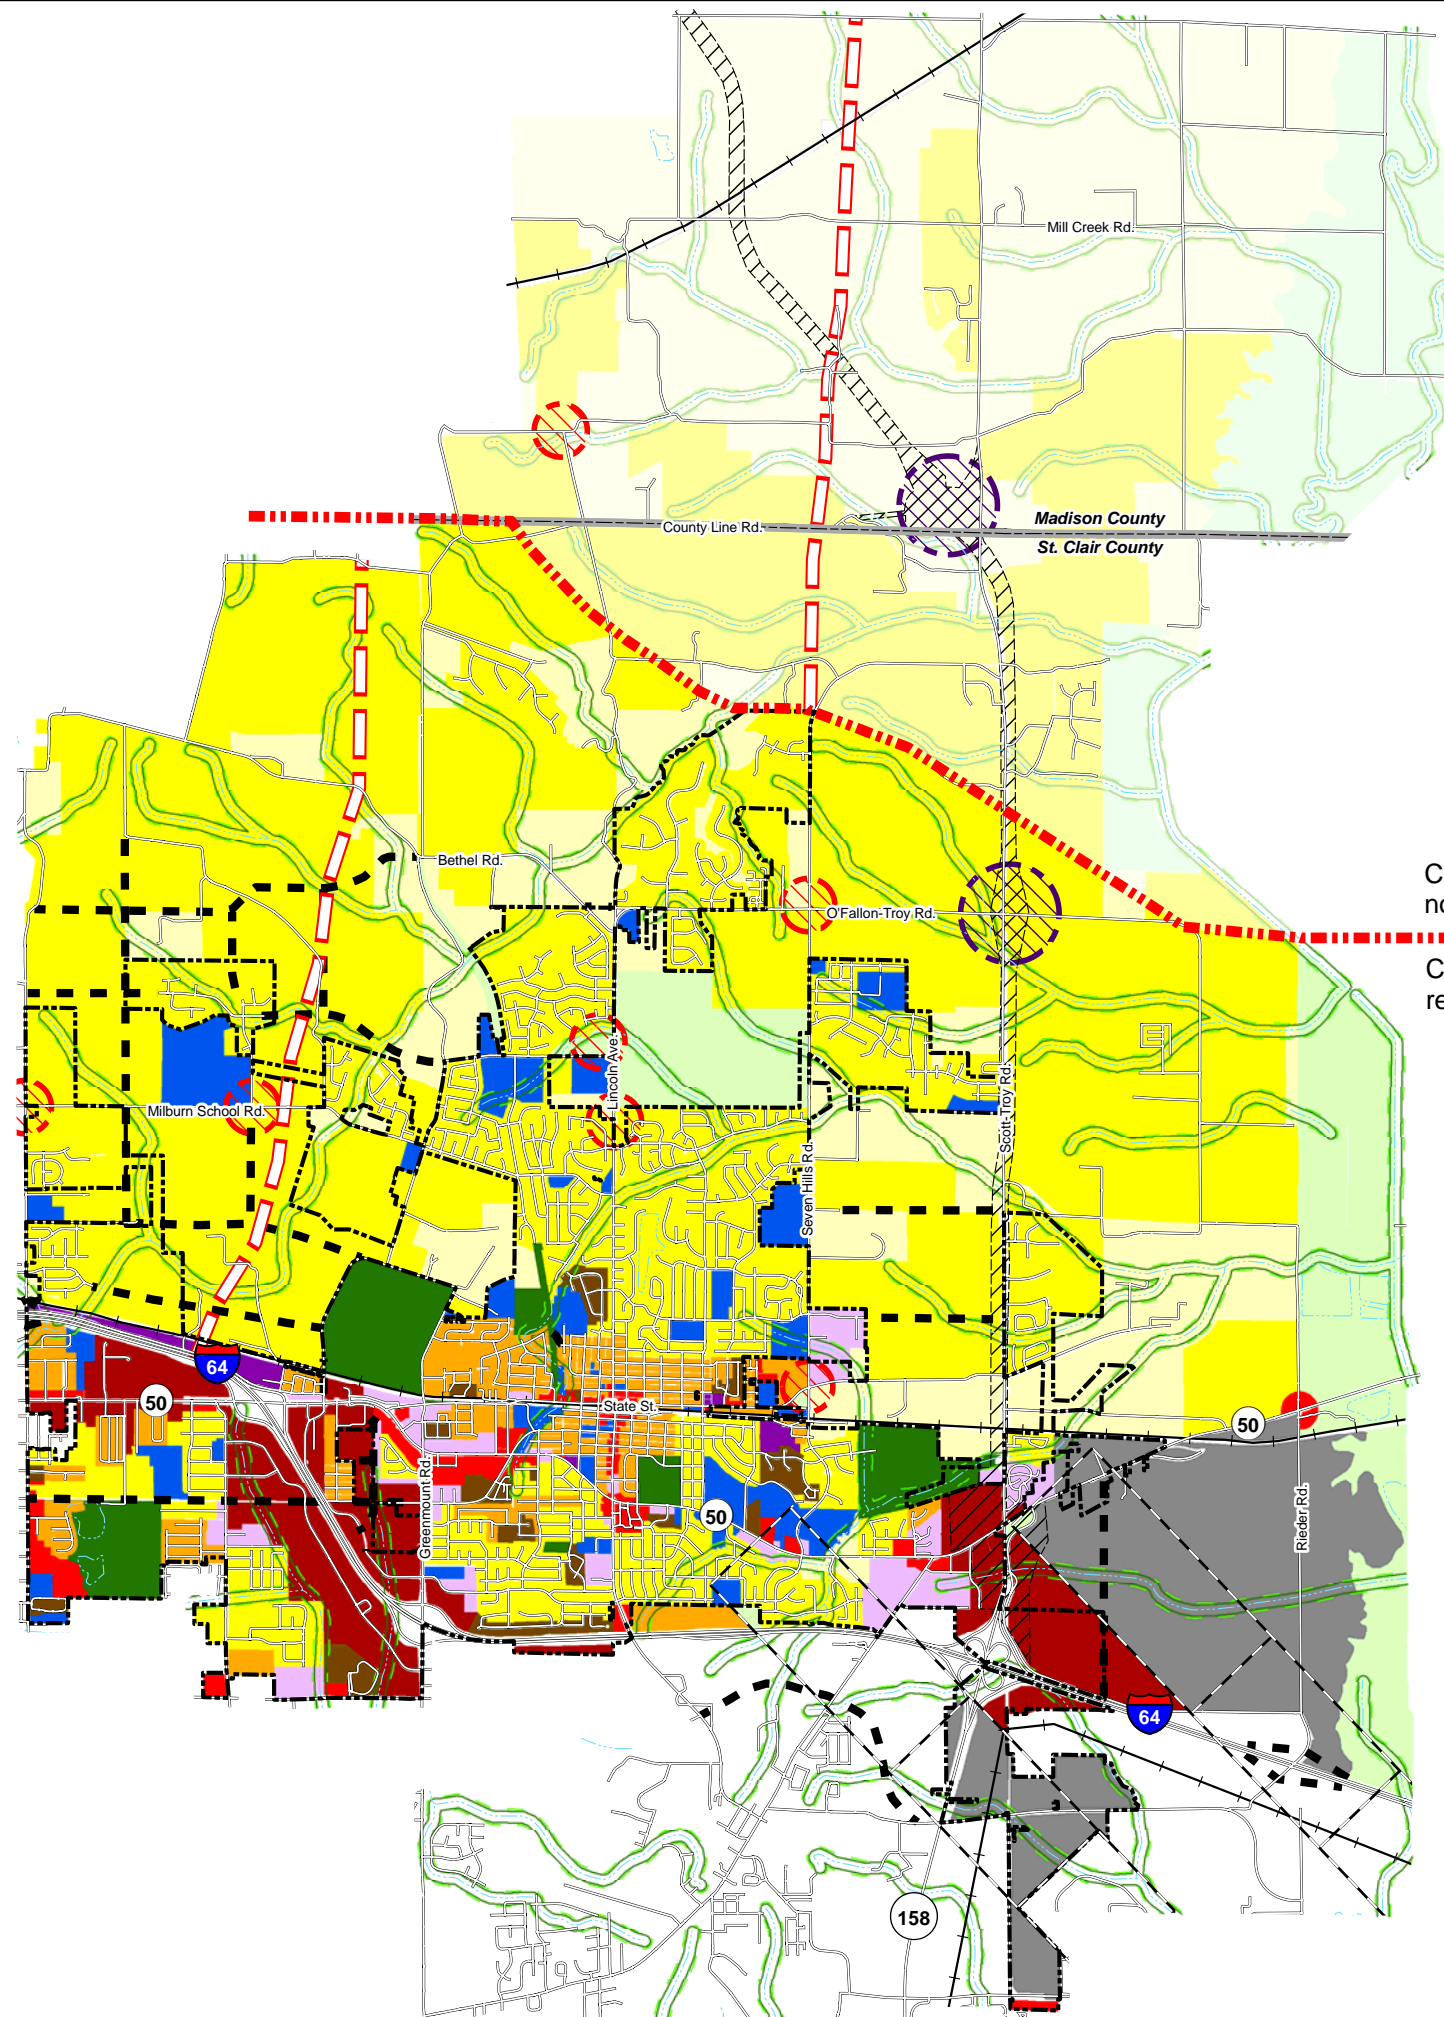 Mill Creek Rd.
Madison County
County Line Rd.
St. Clair County
Bethel Rd.
C
no
O'Fallon-Troy Rd.
C
re
Lincoln Ave.
Scott-Troy Rd.
Milburn School Rd.
Seven Hills Rd.
64
50
State St.
50
Greenmount Rd.
50
Rieder Rd.
64
158